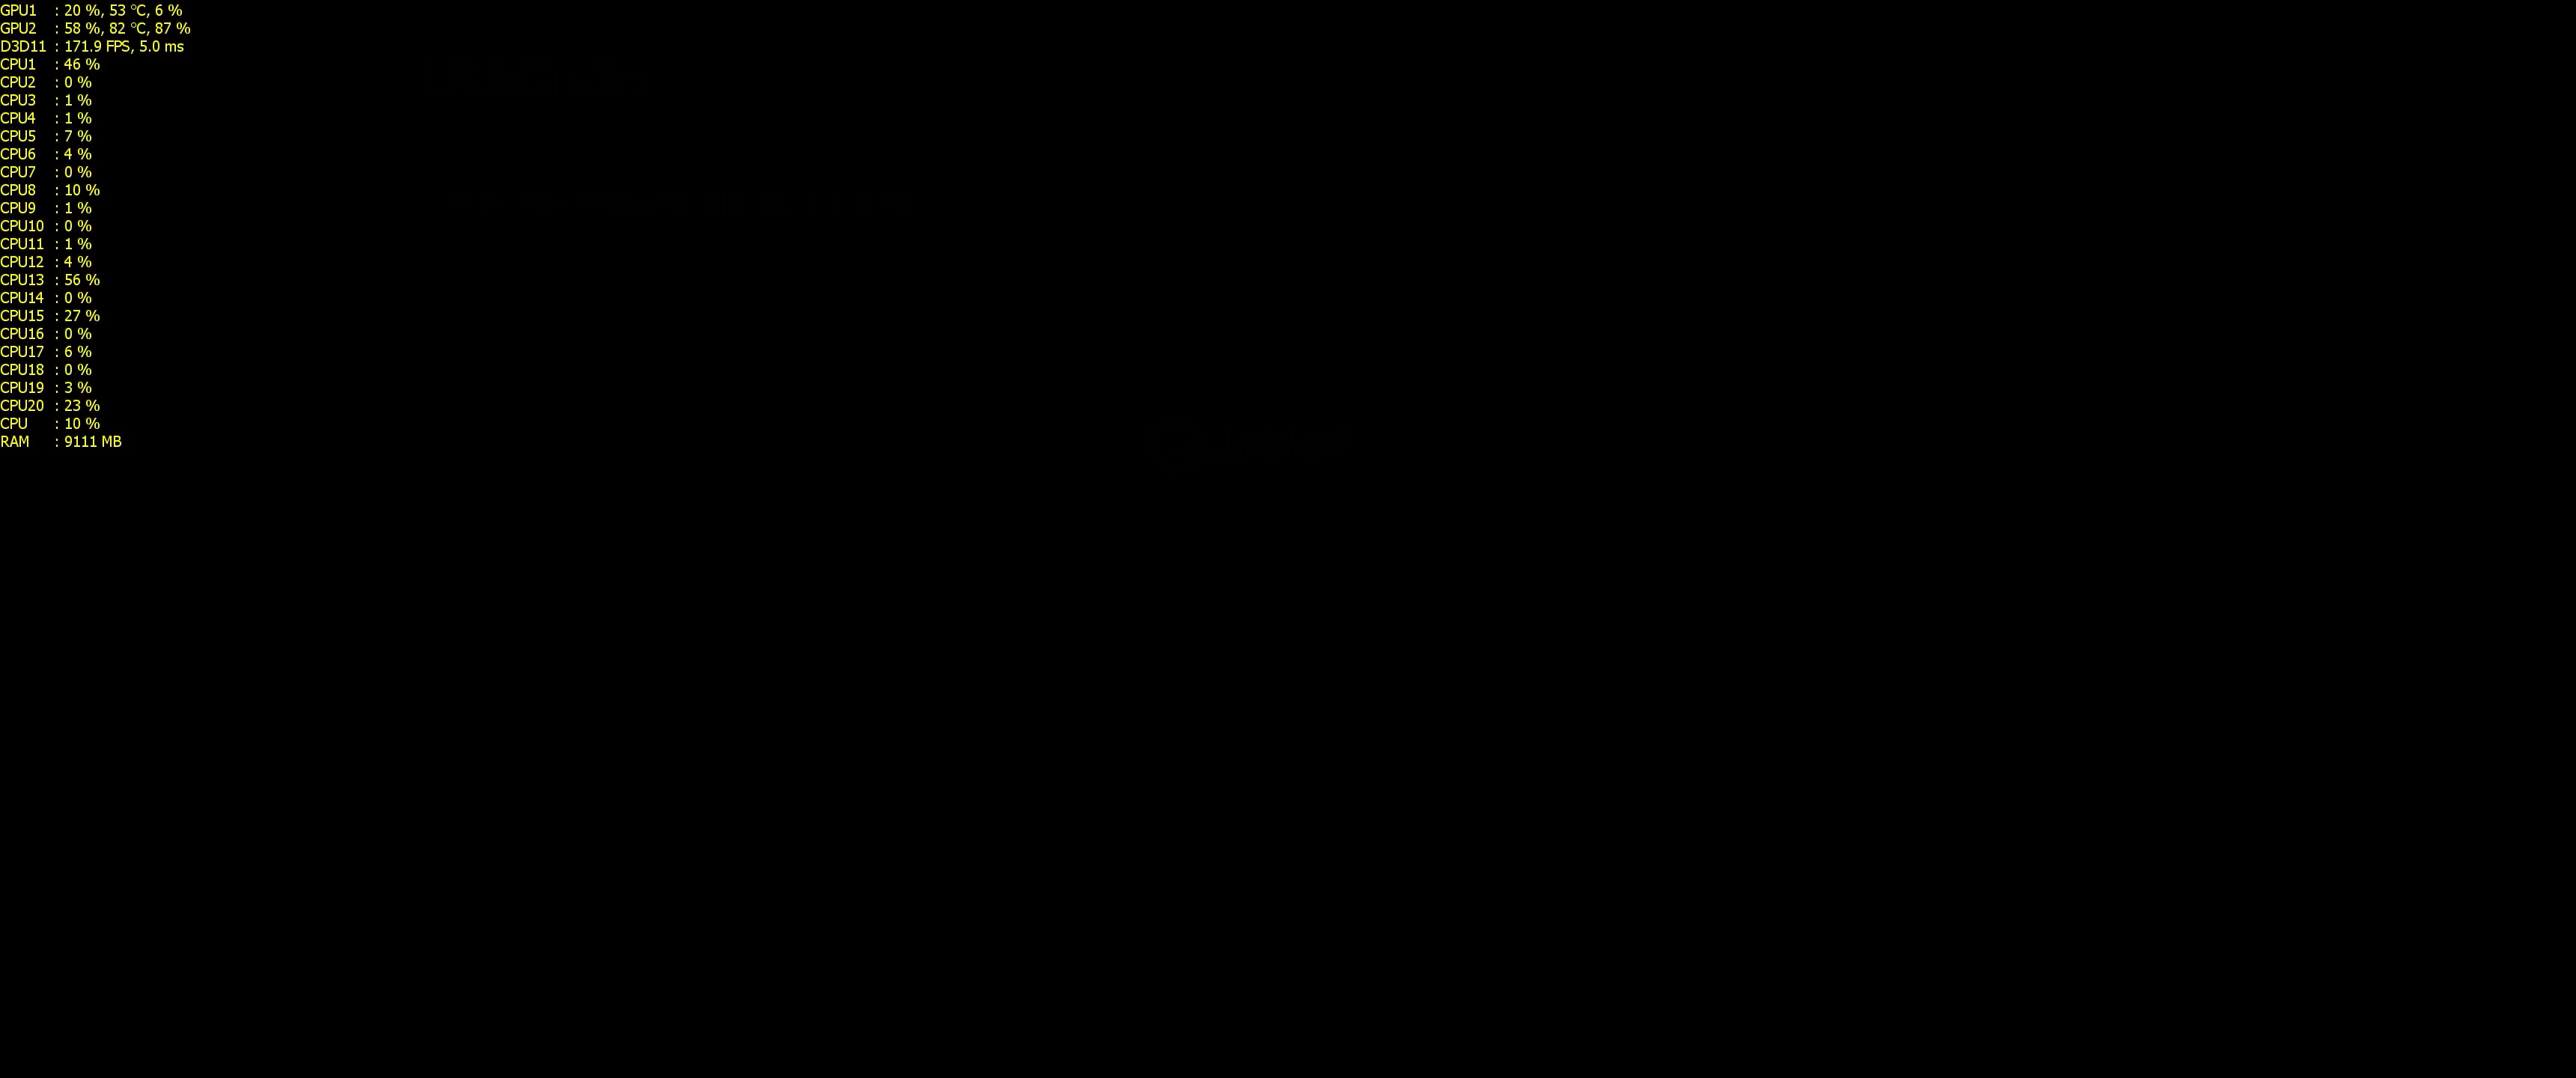 GPU1 : 20 %, 53 °C, 6 %
GPU2 : 58 %, 82 °C, 87 %
D3D11 : 171.9 FPS, 5.0 ms
CPU1 : 46 %
CPU2 : 0 %
CPU3 : 1 %
CPU4 : 1 %
CPU5 : 7 %
CPU6 : 4 %
CPU7 : 0 %
CPU8 : 10 %
CPU9 : 1 %
CPU10 : 0 %
CPU11 : 1 %
CPU12 : 4 %
CPU13 : 56 %
CPU14 : 0 %
CPU15 : 27 %
CPU16 : 0 %
CPU17 : 6 %
CPU18 : 0 %
CPU19 : 3 %
CPU20 : 23 %
CPU : 10 %
RAM : 9111 MB